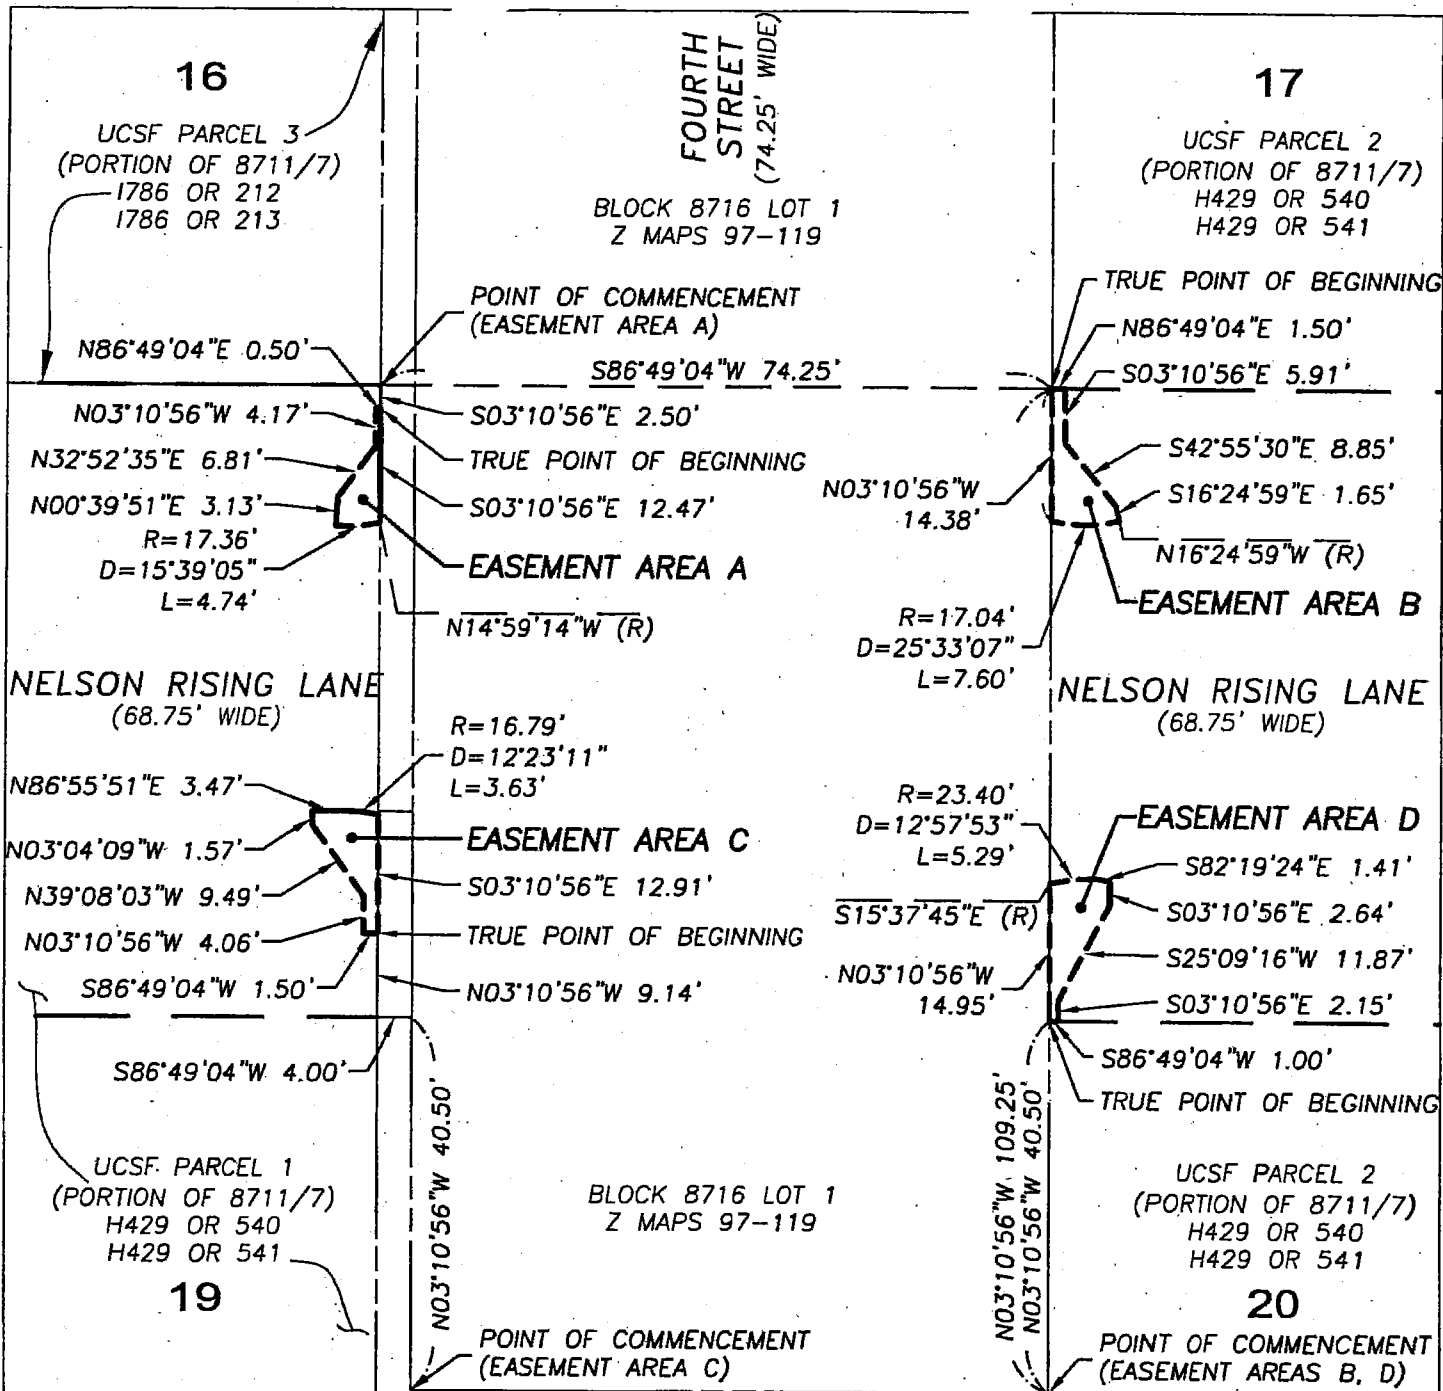 16
UCSF PARCEL 3
(PORTION OF 8711/7)
I786 OR 212
I786 OR 213
FOURTH
STREET
(74.25' WIDE)
BLOCK 8716 LOT 1
Z MAPS 97-119
17
UCSF PARCEL 2
(PORTION OF 8711/7)
H429 OR 540
H429 OR 541
POINT OF COMMENCEMENT
(EASEMENT AREA A)
S86°49'04"W 74.25'
N86°49'04"E 0.50'
N03°10'56"W 4.17'
N32°52'35"E 6.81'
N00°39'51"E 3.13'
R=17.36'
D=15°39'05"
L=4.74'
S03°10'56"E 2.50'
TRUE POINT OF BEGINNING
S03°10'56"E 12.47'
EASEMENT AREA A
N14°59'14"W (R)
TRUE POINT OF BEGINNING
N86°49'04"E 1.50'
S03°10'56"E 5.91'
S42°55'30"E 8.85'
S16°24'59"E 1.65'
N16°24'59"W (R)
EASEMENT AREA B
N03°10'56"W
14.38'
R=17.04'
D=25°33'07"
L=7.60'
NELSON RISING LANE
(68.75' WIDE)
NELSON RISING LANE
(68.75' WIDE)
R=16.79'
D=12°23'11"
L=3.63'
N86°55'51"E 3.47'
N03°04'09"W 1.57'
N39°08'03"W 9.49'
N03°10'56"W 4.06'
S86°49'04"W 1.50'
EASEMENT AREA C
S03°10'56"E 12.91'
TRUE POINT OF BEGINNING
N03°10'56"W 9.14'
S86°49'04"W 4.00'
R=23.40'
D=12°57'53"
L=5.29'
S15°37'45"E (R)
N03°10'56"W
14.95'
EASEMENT AREA D
S82°19'24"E 1.41'
S03°10'56"E 2.64'
S25°09'16"W 11.87'
S03°10'56"E 2.15'
S86°49'04"W 1.00'
TRUE POINT OF BEGINNING
UCSF PARCEL 1
(PORTION OF 8711/7)
H429 OR 540
H429 OR 541
19
N03°10'56"W 40.50'
BLOCK 8716 LOT 1
Z MAPS 97-119
POINT OF COMMENCEMENT
(EASEMENT AREA C)
N03°10'56"W 109.25'
N03°10'56"W 40.50'
UCSF PARCEL 2
(PORTION OF 8711/7)
H429 OR 540
H429 OR 541
20
POINT OF COMMENCEMENT
(EASEMENT AREAS B, D)